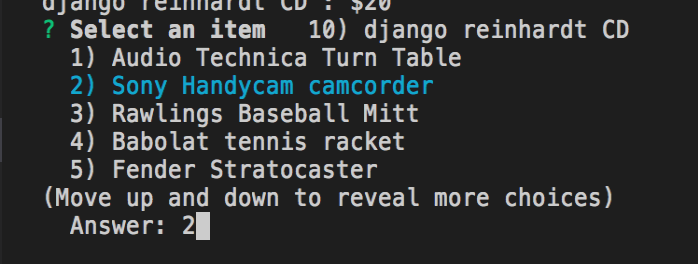 django reinhardt CD : $20
? Select an item   10) django reinhardt CD
1) Audio Technica Turn Table
2) Sony Handycam camcorder
3) Rawlings Baseball Mitt
4) Babolat tennis racket
5) Fender Stratocaster
(Move up and down to reveal more choices)
Answer: 2